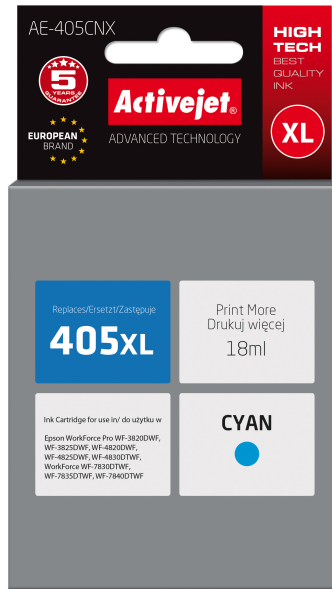 AE-405CNX
HIGH
TECH
BEST
QUALITY
INK
5
YEARS
GUARANTEE
Activejet®
EUROPEAN
BRAND
ADVANCED TECHNOLOGY
XL
Replaces/Ersetzt/Zastępuje
405XL
Print More
Drukuj więcej
18ml
Ink Cartridge for use in/ do użytku w
Epson WorkForce Pro WF-3820DWF,
WF-3825DWF, WF-4820DWF,
WF-4825DWF, WF-4830DTWF,
WorkForce WF-7830DTWF,
WF-7835DTWF, WF-7840DTWF
CYAN